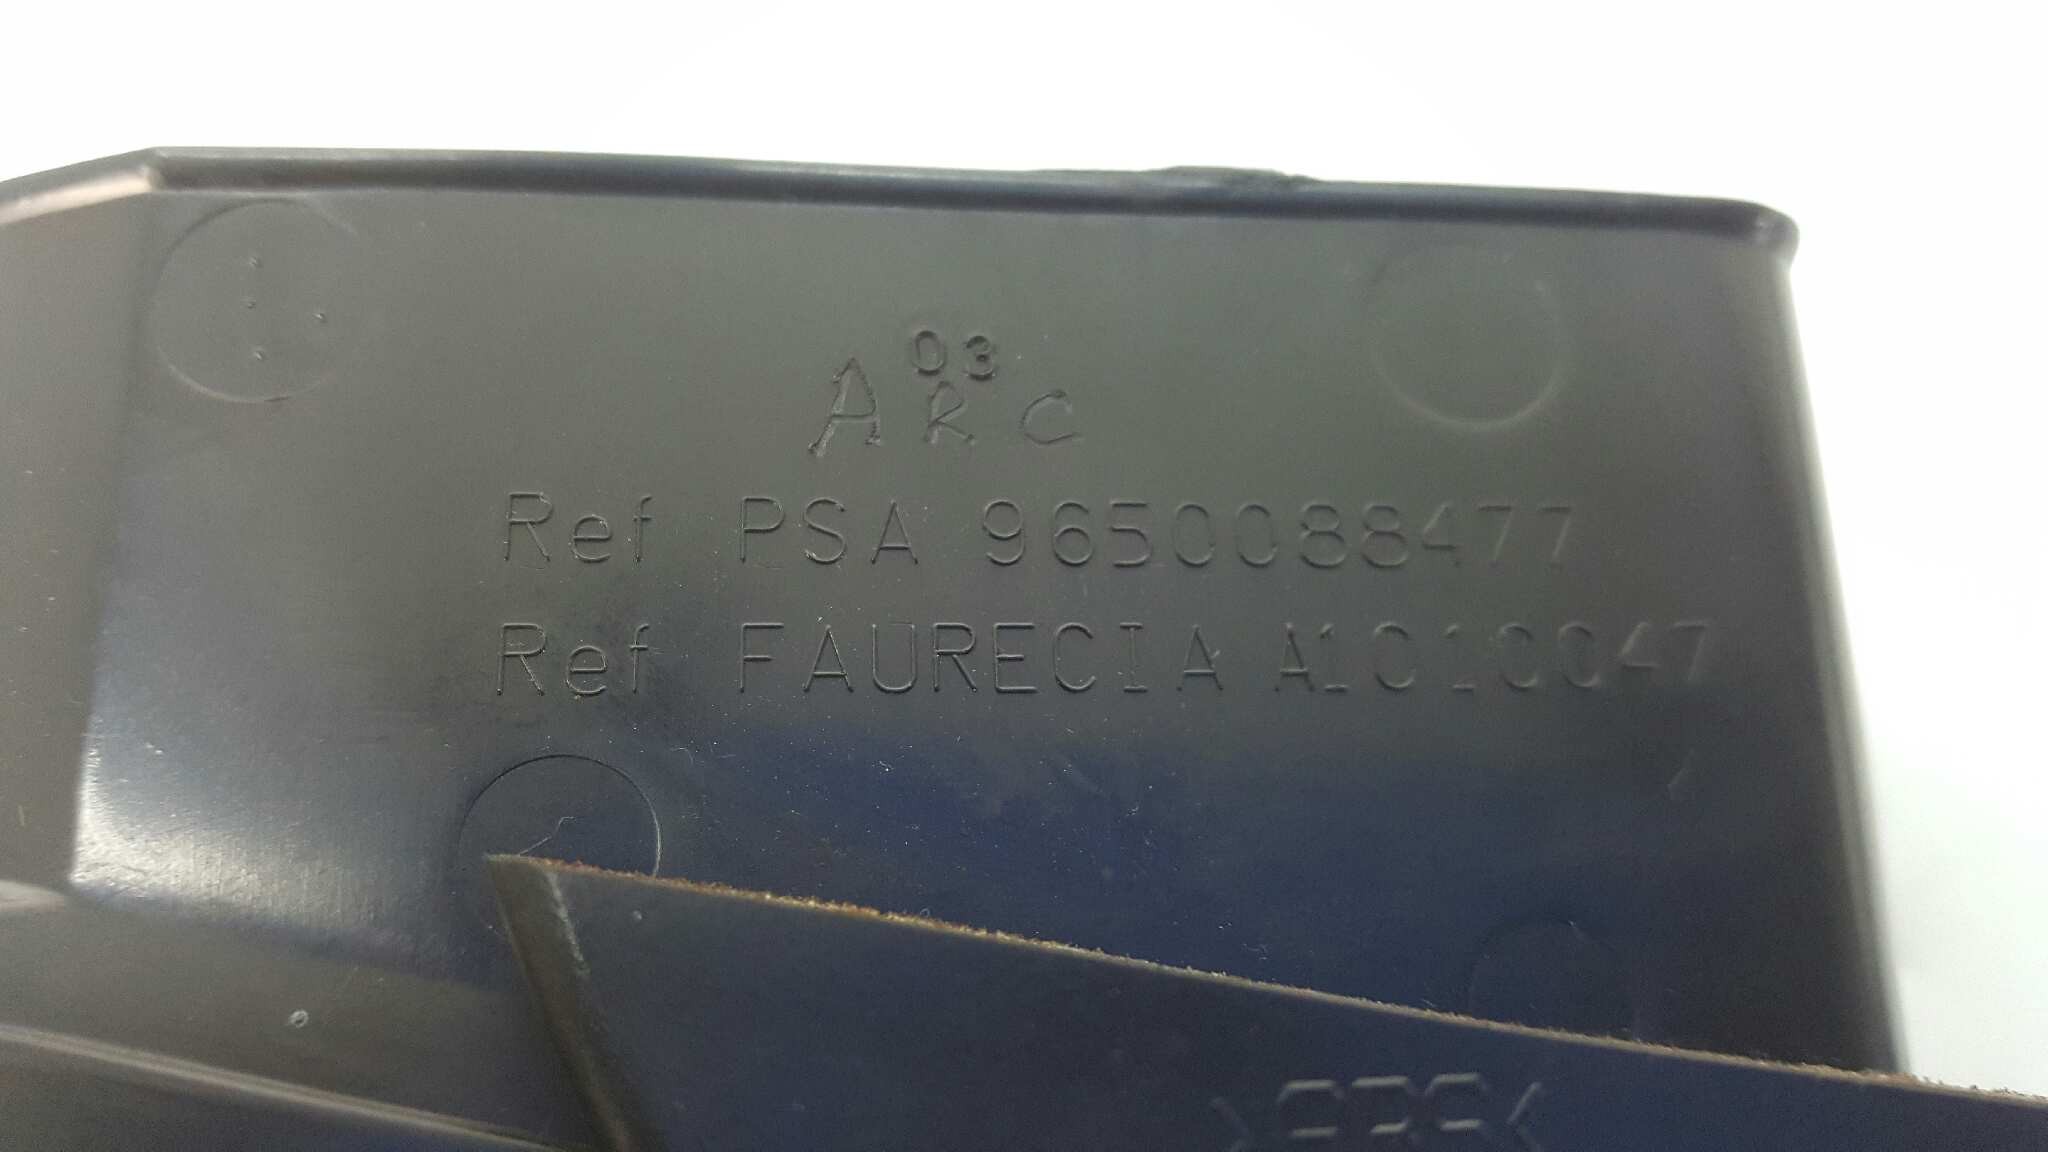 03
ARC
Ref PSA 9650088477
Ref FAURECIA A1010047